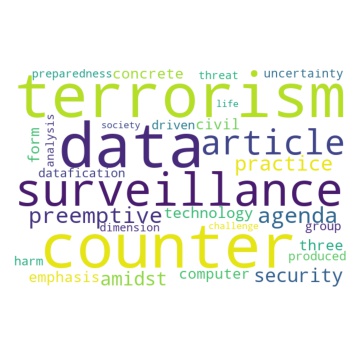 preparedness concrete threat uncertainty
terrorism
life
form analysis society driven civil
data article
datafication practice
surveillance
preemptive technology agenda
dimension challenge group
counter three
harm produced
emphasis amidst computer security